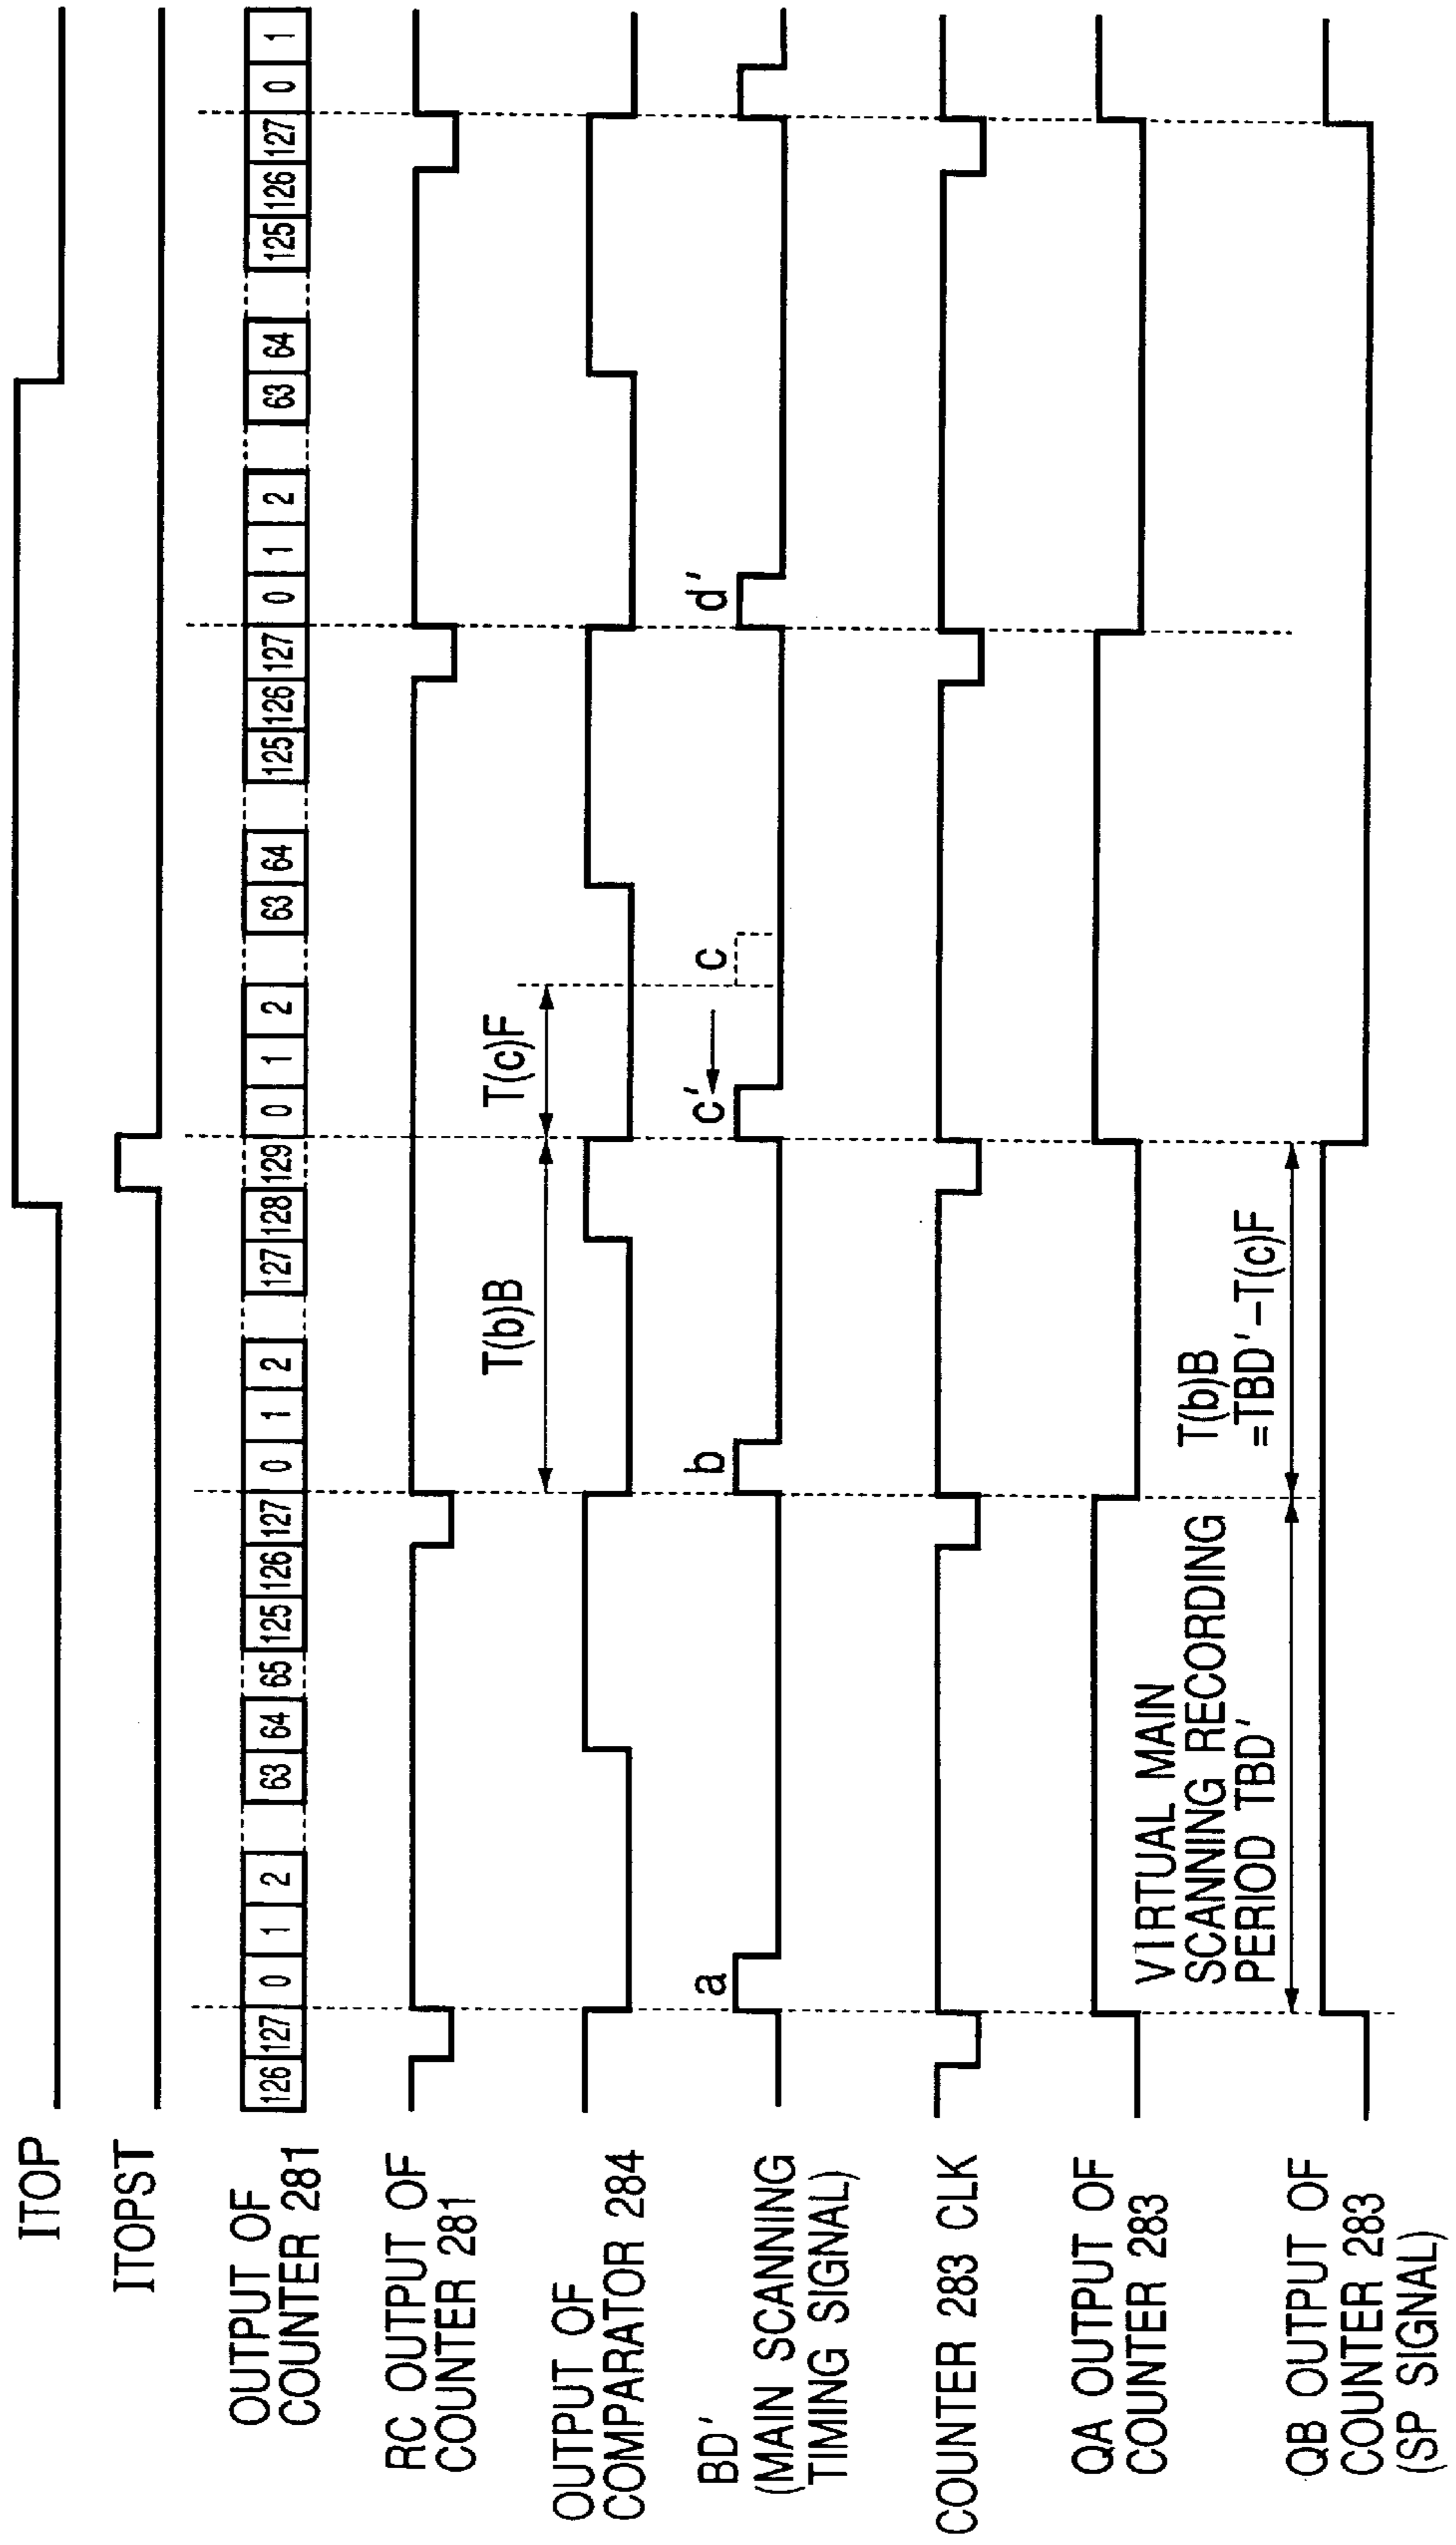 ITOP
ITOPST
OUTPUT OF
COUNTER 281
126 127 0 1 2 63 64 65 125 126 127 0 1 2 127 128 129 0 1 2 63 64 125 126 127 0 1 2 63 64 125 126 127 0 1
RC OUTPUT OF
COUNTER 281
T(b)B T(c)F
OUTPUT OF
COMPARATOR 284
a b c' c d'
BD'
(MAIN SCANNING
TIMING SIGNAL)
COUNTER 283 CLK
QA OUTPUT OF
COUNTER 283
VIRTUAL MAIN
SCANNING RECORDING
PERIOD TBD'
T(b)B
=TBD'-T(c)F
QB OUTPUT OF
COUNTER 283
(SP SIGNAL)